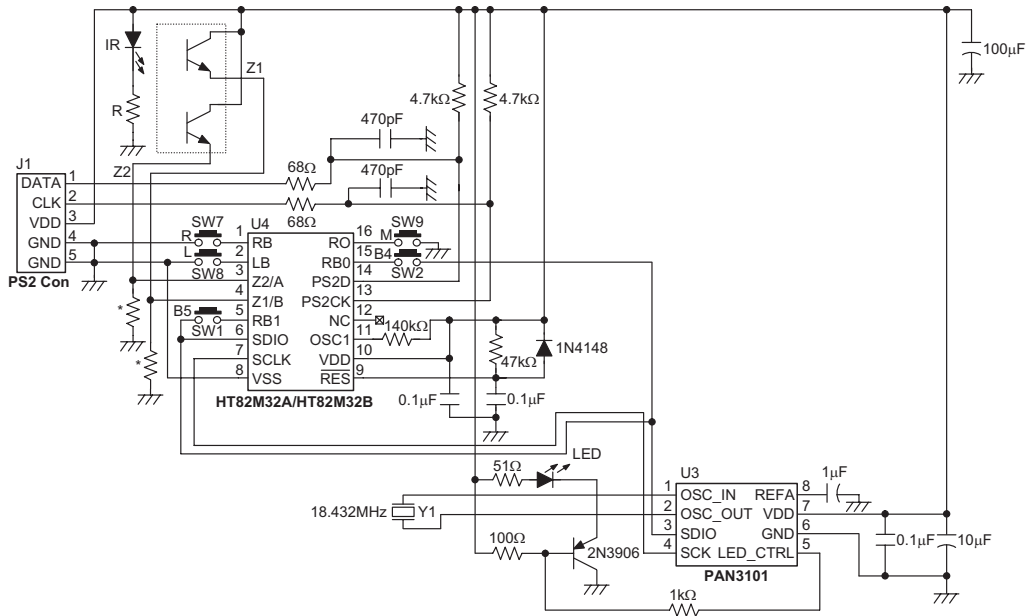 IR
R
Z1
Z2
100µF
4.7kΩ
4.7kΩ
470pF
470pF
68Ω
68Ω
J1
DATA 1
CLK 2
VDD 3
GND 4
GND 5
PS2 Con
SW7
R
L
SW8
B5
SW1
*
*
U4
1 RB
2 LB
3 Z2/A
4 Z1/B
5 RB1
6 SDIO
7 SCLK
8 VSS
RO 16
RB0 15
PS2D 14
PS2CK 13
NC 12
OSC1 11
VDD 10
RES 9
HT82M32A/HT82M32B
SW9
M
B4
SW2
140kΩ
47kΩ
1N4148
0.1µF
0.1µF
51Ω
LED
18.432MHz
Y1
100Ω
2N3906
1kΩ
U3
1 OSC_IN
2 OSC_OUT
3 SDIO
4 SCK
REFA 8
VDD 7
GND 6
LED_CTRL 5
PAN3101
1µF
0.1µF
10µF